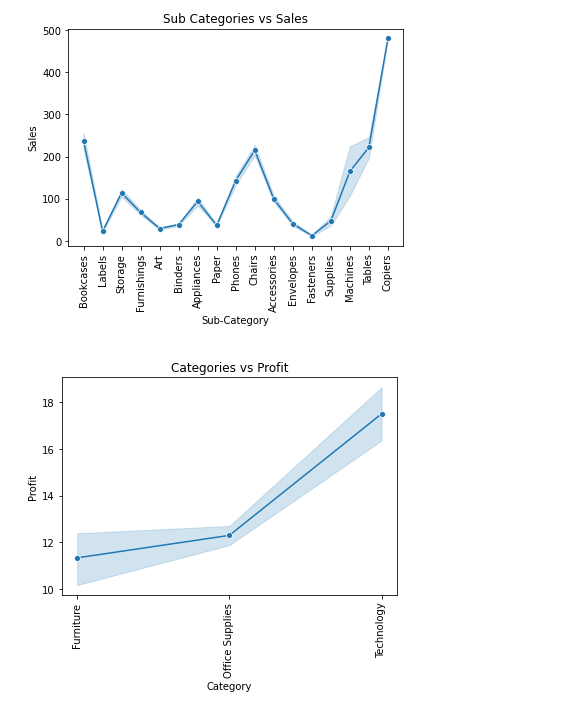 Sub Categories vs Sales
500
400
300
200
100
0
Sales
Bookcases
Labels
Storage
Furnishings
Art
Binders
Appliances
Paper
Phones
Chairs
Accessories
Envelopes
Fasteners
Supplies
Machines
Tables
Copiers
Sub-Category
Categories vs Profit
18
16
14
12
10
Profit
Furniture
Office Supplies
Technology
Category